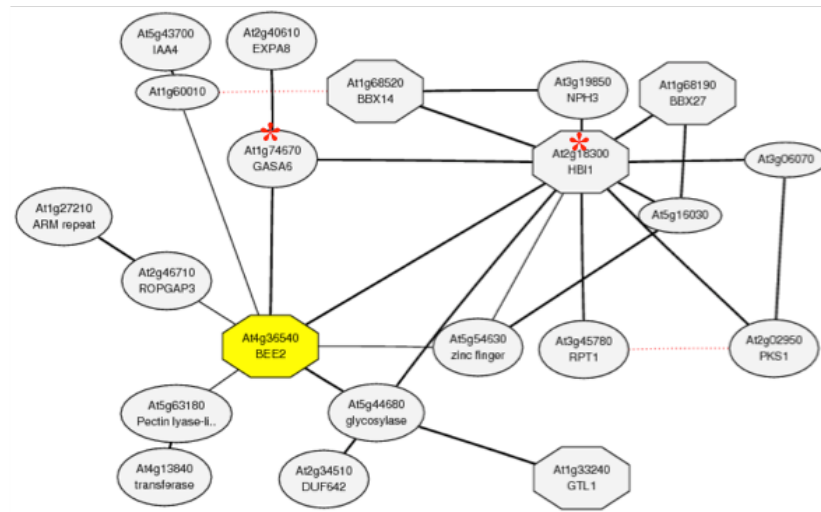 At5g43700
IAA4
At2g40610
EXPA8
At1g60010
At1g68520
BBX14
At3g19850
NPH3
At1g68190
BBX27
At1g74670
GASA6
At2g18300
HBI1
At3g06070
At5g16030
At1g27210
ARM repeat
At2g46710
ROPGAP3
At4g36540
BEE2
At5g54630
zinc finger
At3g45780
RPT1
At2g02950
PKS1
At5g63180
Pectin lyase-li..
At5g44680
glycosylase
At4g13840
transferase
At2g34510
DUF642
At1g33240
GTL1